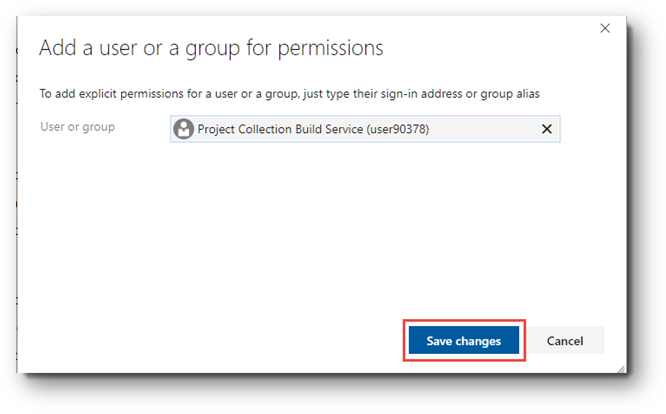 Add a user or a group for permissions
To add explicit permissions for a user or a group, just type their sign-in address or group alias
User or group
Project Collection Build Service (user90378)
Save changes
Cancel